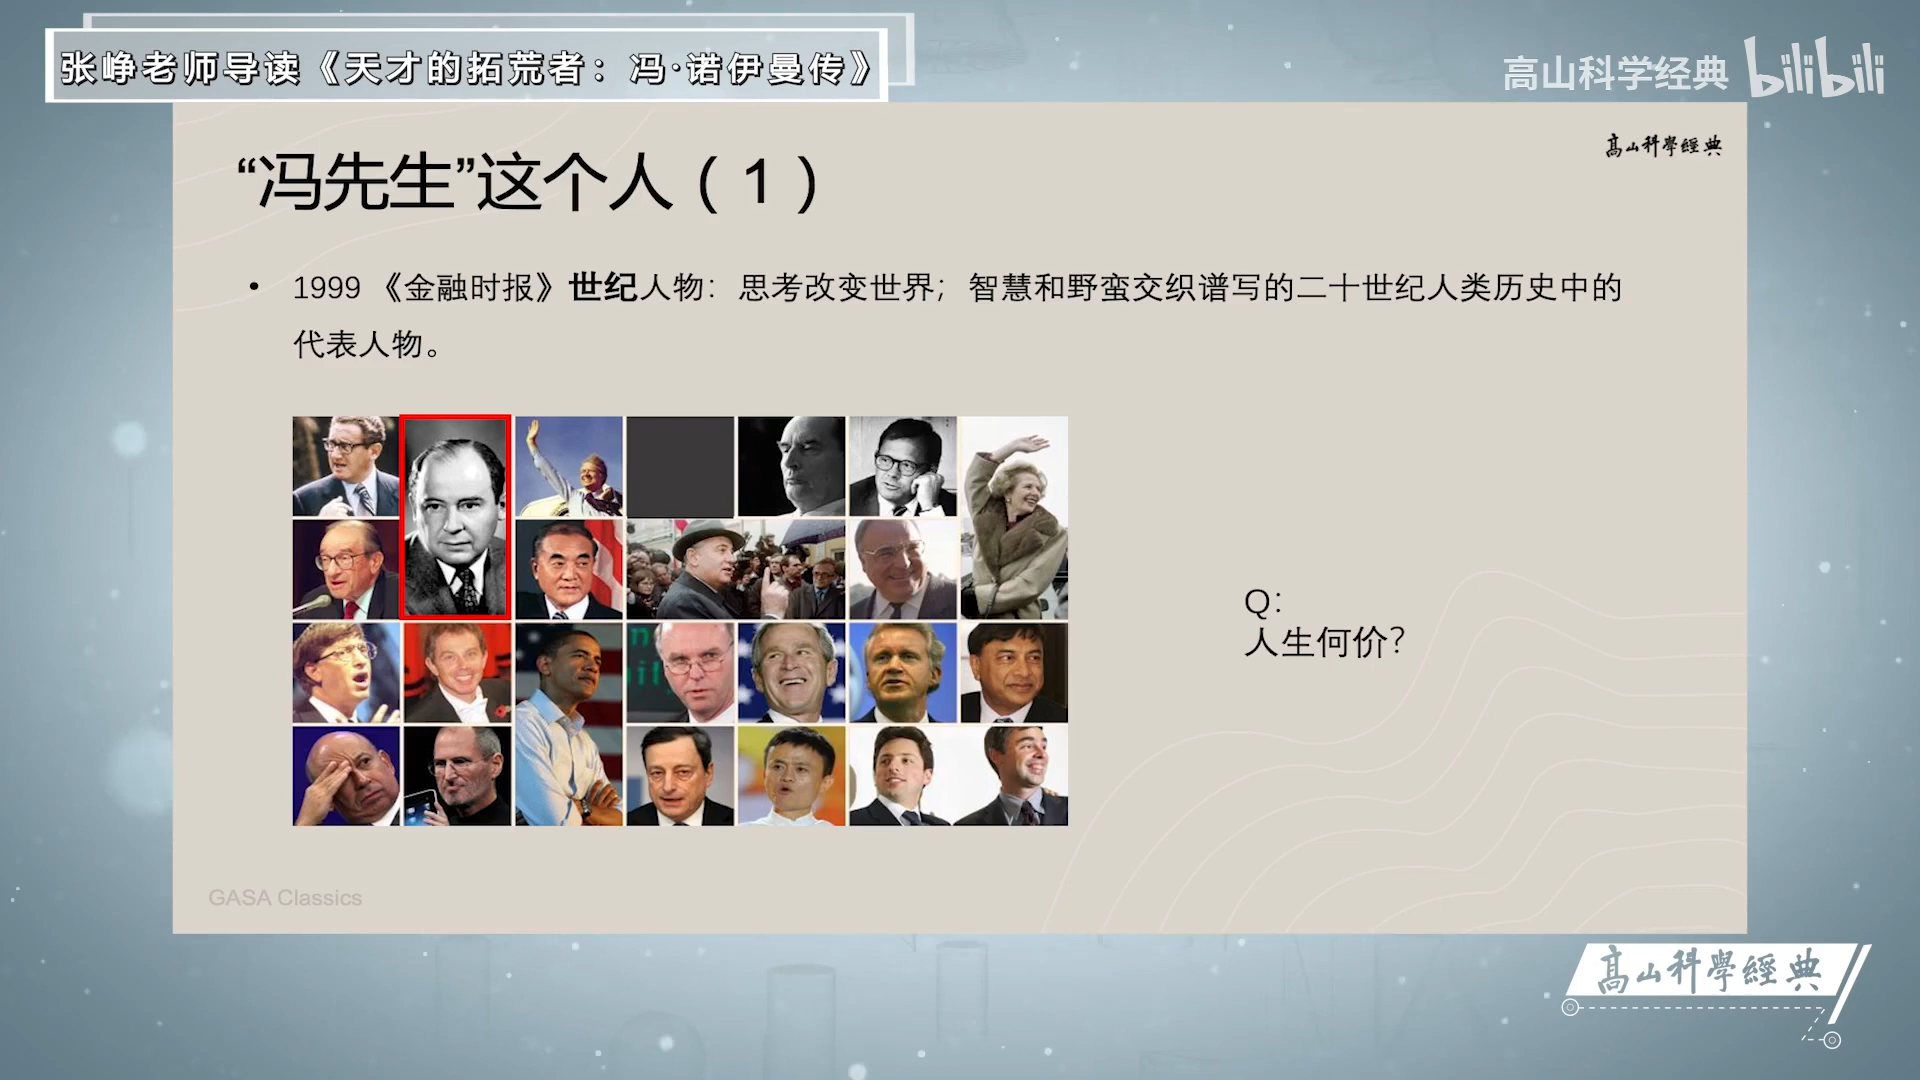 张峥老师导读《天才的拓荒者：冯·诺伊曼传》
高山科学经典 bilibili
高山科學經典
“冯先生”这个人（1）
• 1999 《金融时报》世纪人物：思考改变世界；智慧和野蛮交织谱写的二十世纪人类历史中的
代表人物。
Q：
人生何价？
GASA Classics
高山科學經典